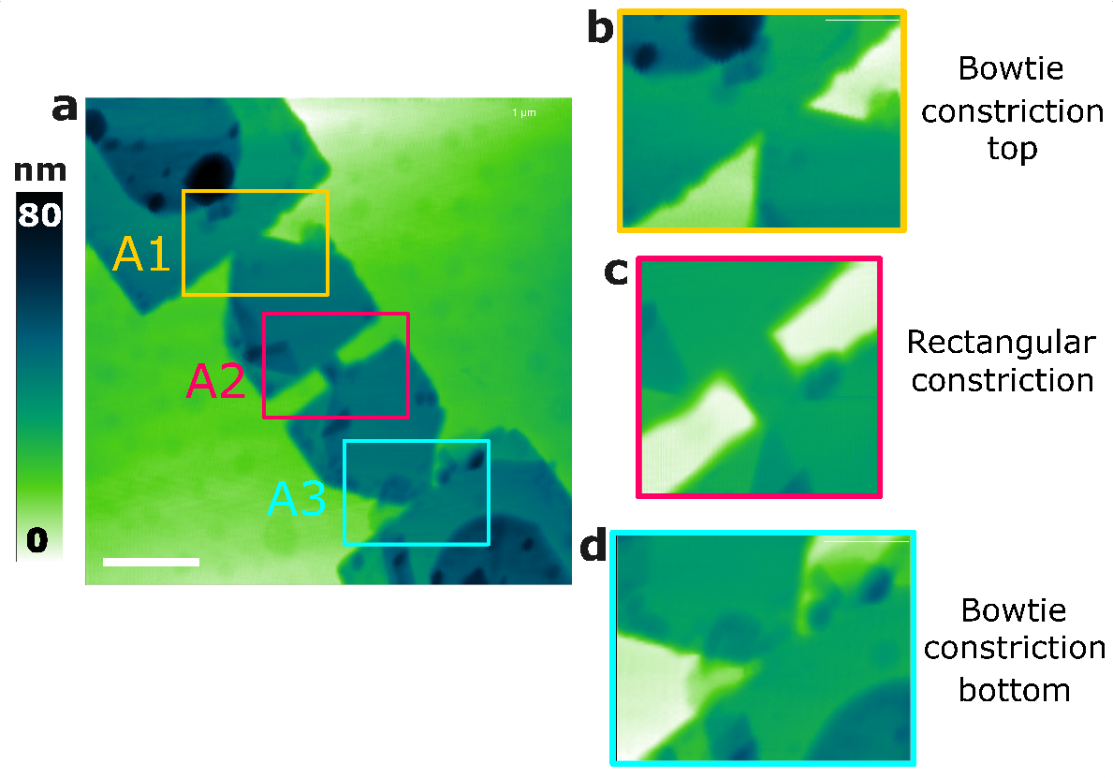 a
1 µm
nm
80
0
A1
A2
A3
b
Bowtie
constriction
top
c
Rectangular
constriction
d
Bowtie
constriction
bottom